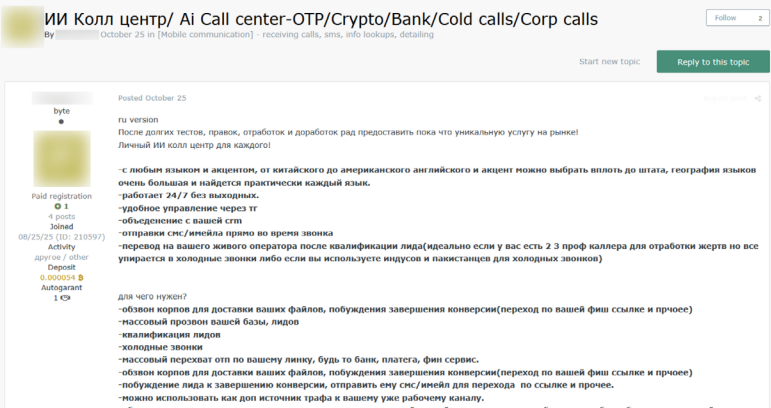 ИИ Колл центр/ Ai Call center-OTP/Crypto/Bank/Cold calls/Corp calls
By October 25 in [Mobile communication] - receiving calls, sms, info lookups, detailing
Follow 2
Start new topic
Reply to this topic
byte
Paid registration
1
4 posts
Joined
08/25/25 (ID: 210597)
Activity
другое / other
Deposit
0.000054 ₿
Autogarant
1
Posted October 25
ru version
После долгих тестов, правок, отработок и доработок рад предоставить пока что уникальную услугу на рынке!
Личный ИИ колл центр для каждого!
-с любым языком и акцентом, от китайского до американского английского и акцент можно выбрать вплоть до штата, география языков
очень большая и найдется практически каждый язык.
-работает 24/7 без выходных.
-удобное управление через тг
-объеденение с вашей crm
-отправки смс/имейла прямо во время звонка
-перевод на вашего живого оператора после квалификации лида(идеально если у вас есть 2 3 проф каллера для отработки жертв но все
упирается в холодные звонки либо если вы используете индусов и пакистанцев для холодных звонков)
для чего нужен?
-обзвон корпов для доставки ваших файлов, побуждения завершения конверсии(переход по вашей фиш ссылке и прчоее)
-массовый прозвон вашей базы, лидов
-квалификация лидов
-холодные звонки
-массовый перехват отп по вашему линку, будь то банк, платега, фин сервис.
-обзвон корпов для доставки ваших файлов, побуждения завершения конверсии(переход по вашей фиш ссылке и прчоее)
-побуждение лида к завершению конверсии, отправить ему смс/имейл для перехода по ссылке и прочее.
-можно использовать как доп источник трафа к вашему уже рабочему каналу.